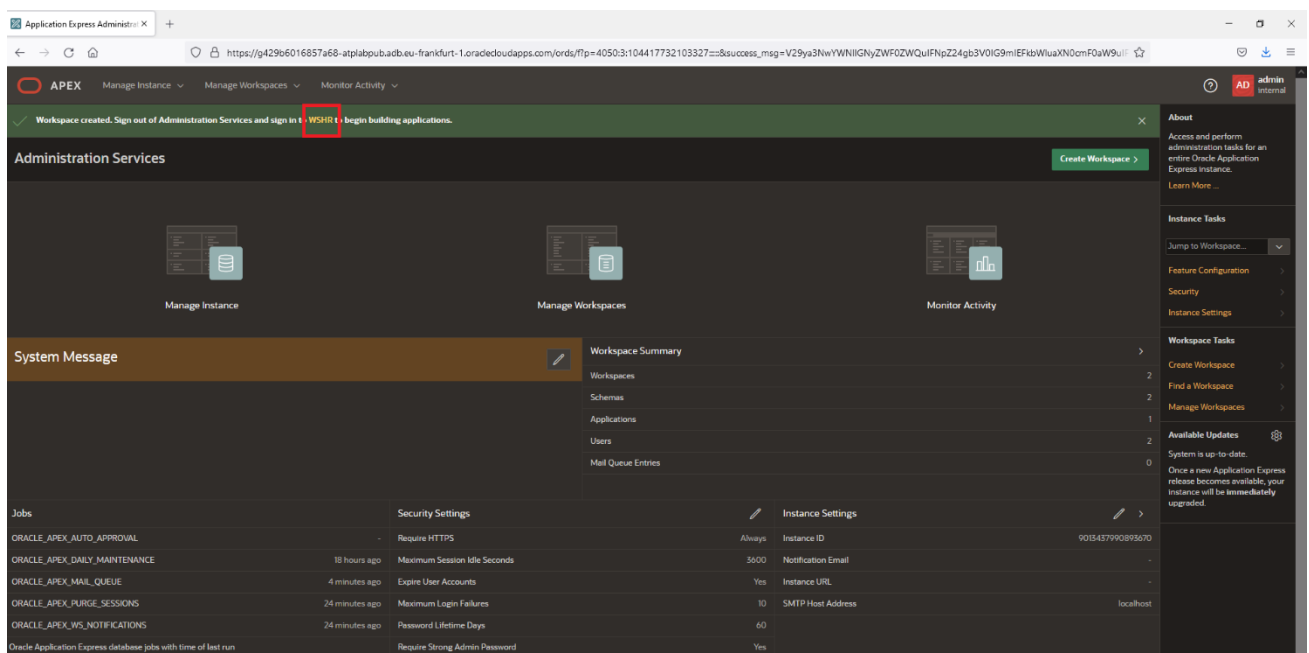 Application Express Administrat
https://g429b6016857a68-atplabpub.adb.eu-frankfurt-1.oraclecloudapps.com/ords/f?p=4050:3:104417732103327
APEX Manage Instance Manage Workspaces Monitor Activity
AD admin
internal
Workspace created. Sign out of Administration Services and sign in t WSHR t begin building applications.
Administration Services
Create Workspace >
Manage Instance
Manage Workspaces
Monitor Activity
System Message
Workspace Summary
Workspaces 2
Schemas 2
Applications 1
Users 2
Mail Queue Entries 0
Jobs
ORACLE_APEX_AUTO_APPROVAL -
ORACLE_APEX_DAILY_MAINTENANCE 18 hours ago
ORACLE_APEX_MAIL_QUEUE 4 minutes ago
ORACLE_APEX_PURGE_SESSIONS 24 minutes ago
ORACLE_APEX_WS_NOTIFICATIONS 24 minutes ago
Oracle Application Express database jobs with time of last run
Security Settings
Require HTTPS Always
Maximum Session Idle Seconds 3600
Expire User Accounts Yes
Maximum Login Failures 10
Password Lifetime Days 60
Require Strong Admin Password Yes
Instance Settings
Instance ID 9013437990893670
Notification Email -
Instance URL -
SMTP Host Address localhost
About
Access and perform
administration tasks for an
entire Oracle Application
Express instance.
Learn More ...
Instance Tasks
Jump to Workspace...
Feature Configuration
Security
Instance Settings
Workspace Tasks
Create Workspace
Find a Workspace
Manage Workspaces
Available Updates
System is up-to-date.
Once a new Application Express
release becomes available, your
instance will be immediately
upgraded.